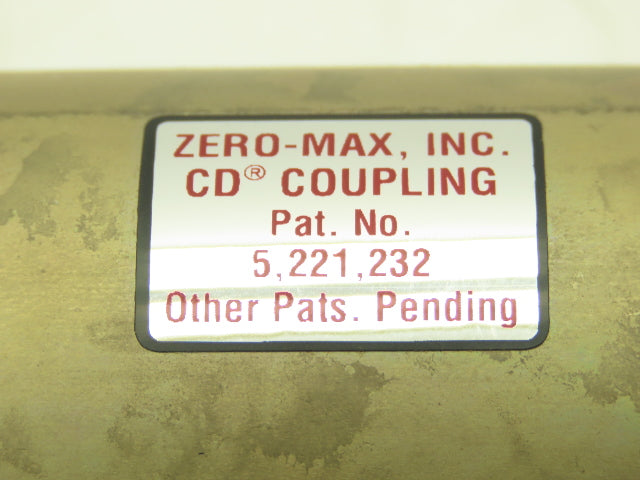 ZERO-MAX, INC.
CD® COUPLING
Pat. No.
5,221,232
Other Pats. Pending